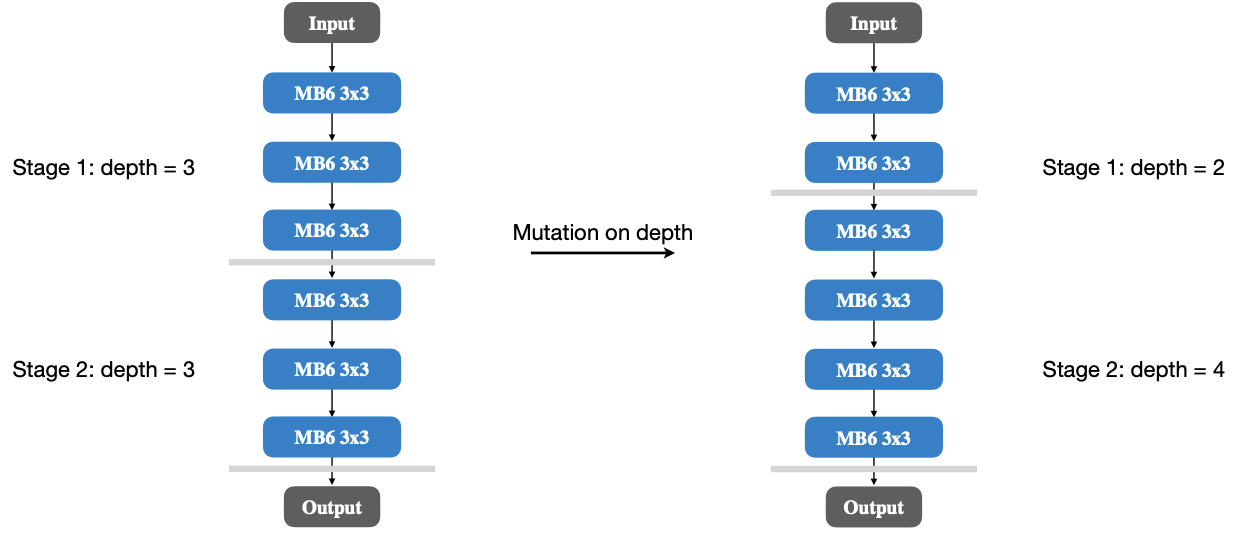 Input
MB6 3x3
MB6 3x3
Stage 1: depth = 3
MB6 3x3
MB6 3x3
MB6 3x3
Stage 2: depth = 3
MB6 3x3
Output
Mutation on depth
Input
MB6 3x3
MB6 3x3
Stage 1: depth = 2
MB6 3x3
MB6 3x3
MB6 3x3
Stage 2: depth = 4
MB6 3x3
Output